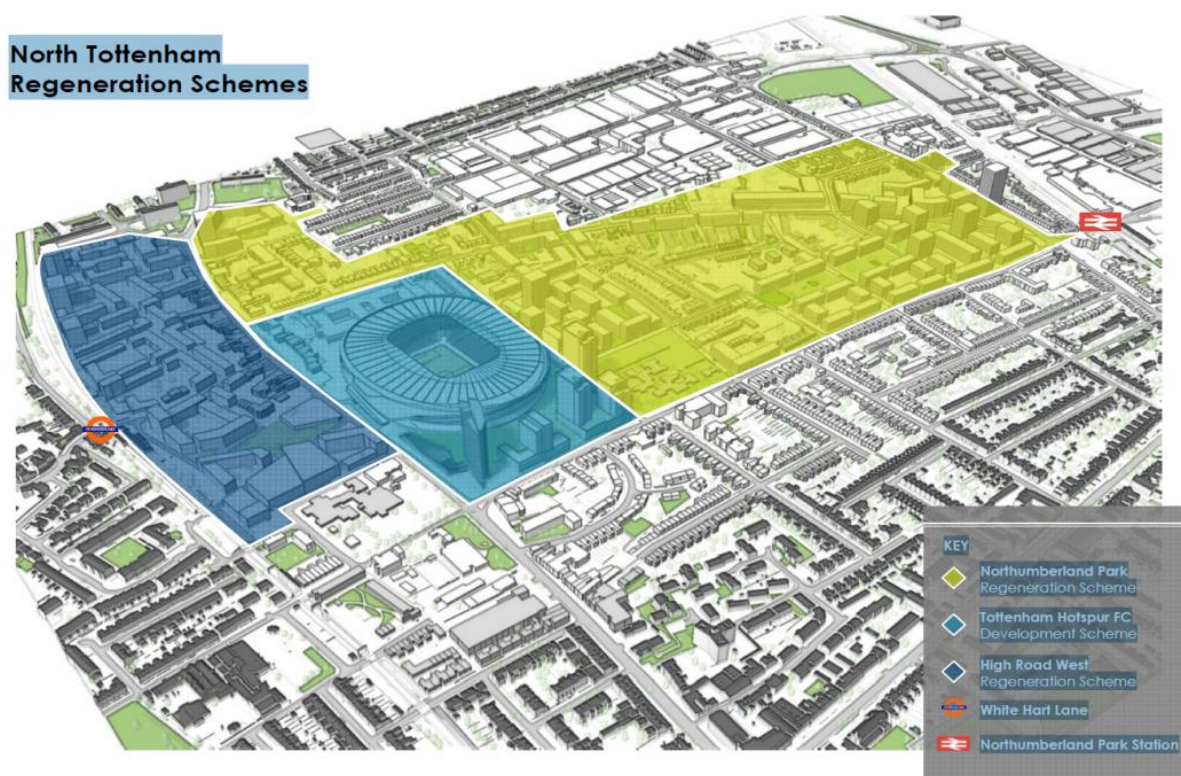 North Tottenham
Regeneration Schemes
KEY
Northumberland Park
Regeneration Scheme
Tottenham Hotspur FC
Development Scheme
High Road West
Regeneration Scheme
White Hart Lane
Northumberland Park Station